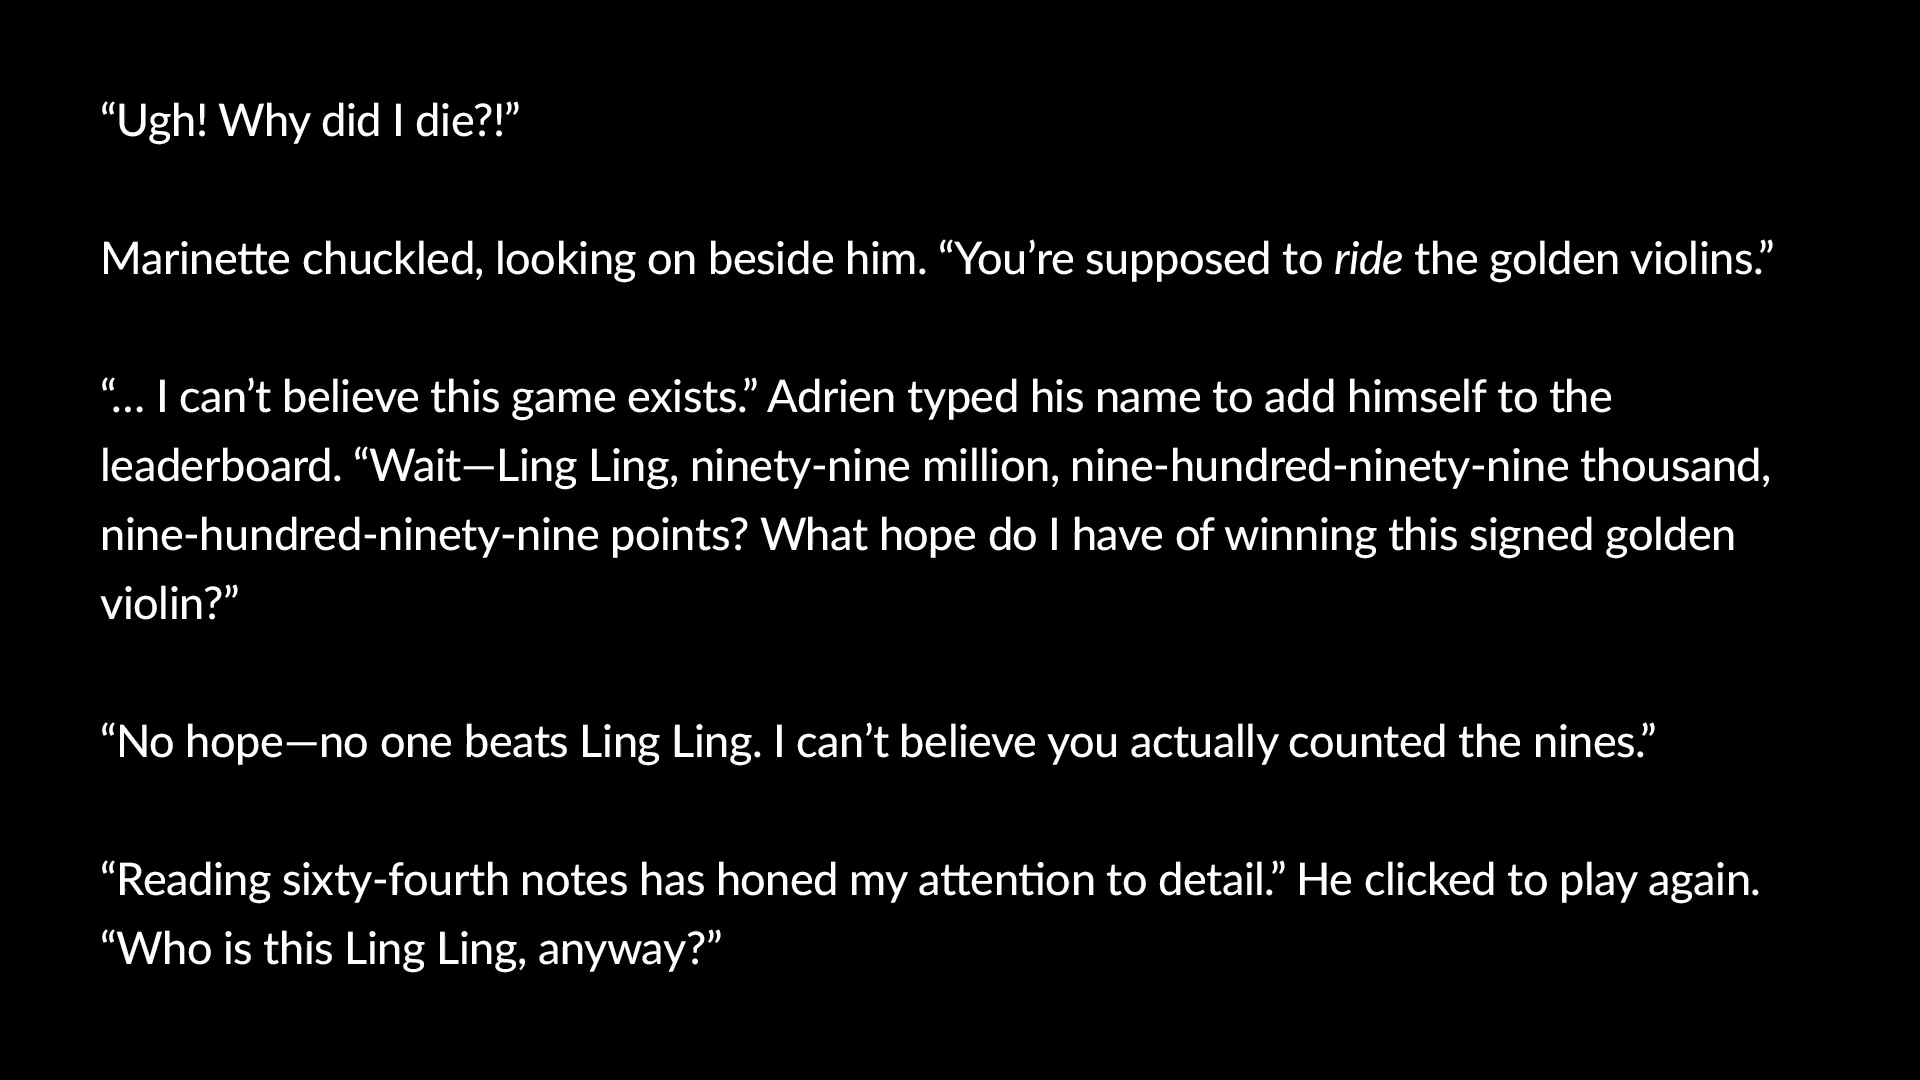 “Ugh! Why did I die?!”
Marinette chuckled, looking on beside him. “You’re supposed to ride the golden violins.”
“… I can’t believe this game exists.” Adrien typed his name to add himself to the
leaderboard. “Wait—Ling Ling, ninety-nine million, nine-hundred-ninety-nine thousand,
nine-hundred-ninety-nine points? What hope do I have of winning this signed golden
violin?”
“No hope—no one beats Ling Ling. I can’t believe you actually counted the nines.”
“Reading sixty-fourth notes has honed my attention to detail.” He clicked to play again.
“Who is this Ling Ling, anyway?”